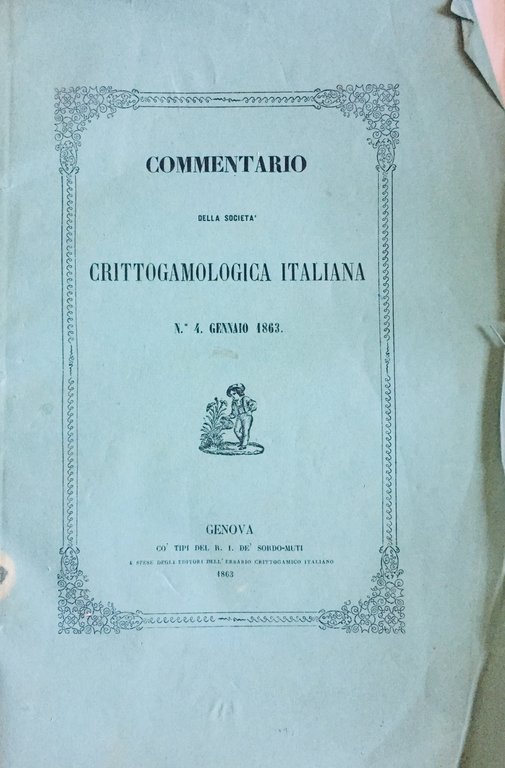 COMMENTARIO
DELLA SOCIETA'
CRITTOGAMOLOGICA ITALIANA
N.° 4. GENNAIO 1863.
GENOVA
CO' TIPI DEL R. I. DE' SORDO-MUTI
A SPESE DEGLI EDITORI DELL'ERBARIO CRITTOGAMICO ITALIANO
1863